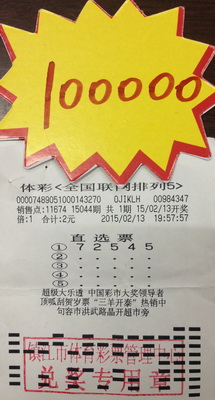 100000
体彩<全国联网排列5>
00007489051000143270 OJIKLH 00984347
销售点:11674 15044期 共 1期 15/02/13开奖
倍:1 合计:2元 2015/02/13 19:57:57
直选票
① 7 2 5 4 5
② - - - - -
③ - - - - -
④ - - - - -
⑤ - - - - -
超级大乐透 中国彩市大奖领导者
顶呱刮贺岁票"三羊开泰"热销中
句容市洪武路晶开超市旁
镇江市体育彩票管理中心
兑奖专用章